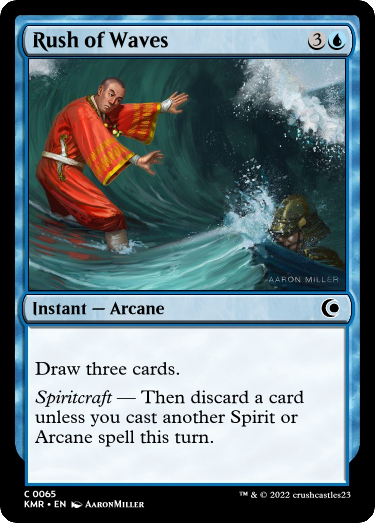 Rush of Waves 3
AARON MILLER
Instant — Arcane
Draw three cards.
Spiritcraft — Then discard a card
unless you cast another Spirit or
Arcane spell this turn.
C 0065
KMR • EN AaronMiller
™ & © 2022 crushcastles23